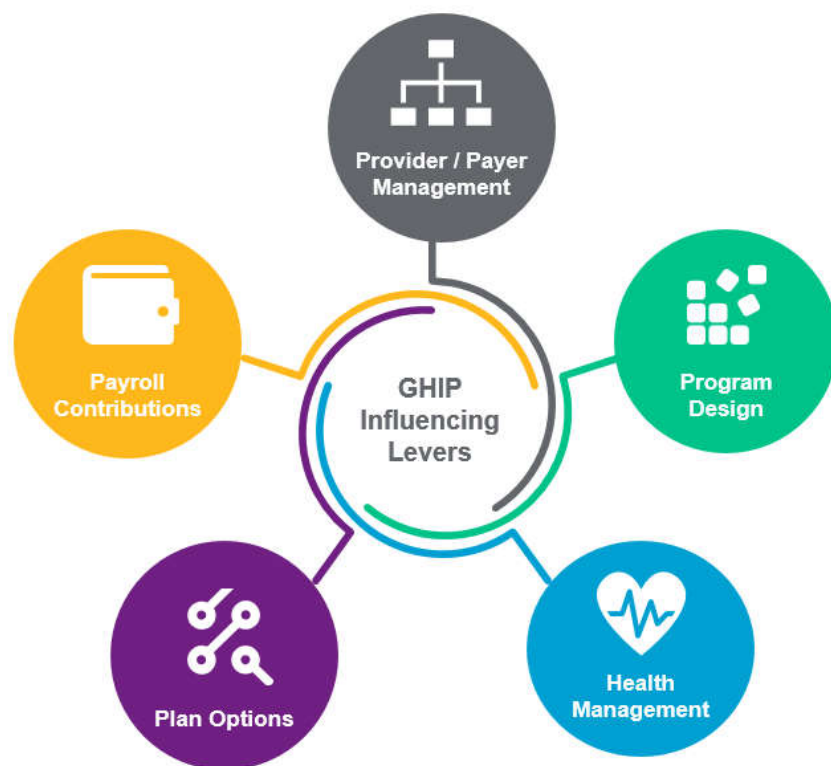 Provider / Payer
Management
Payroll
Contributions
GHIP
Influencing
Levers
Program
Design
Plan Options
Health
Management